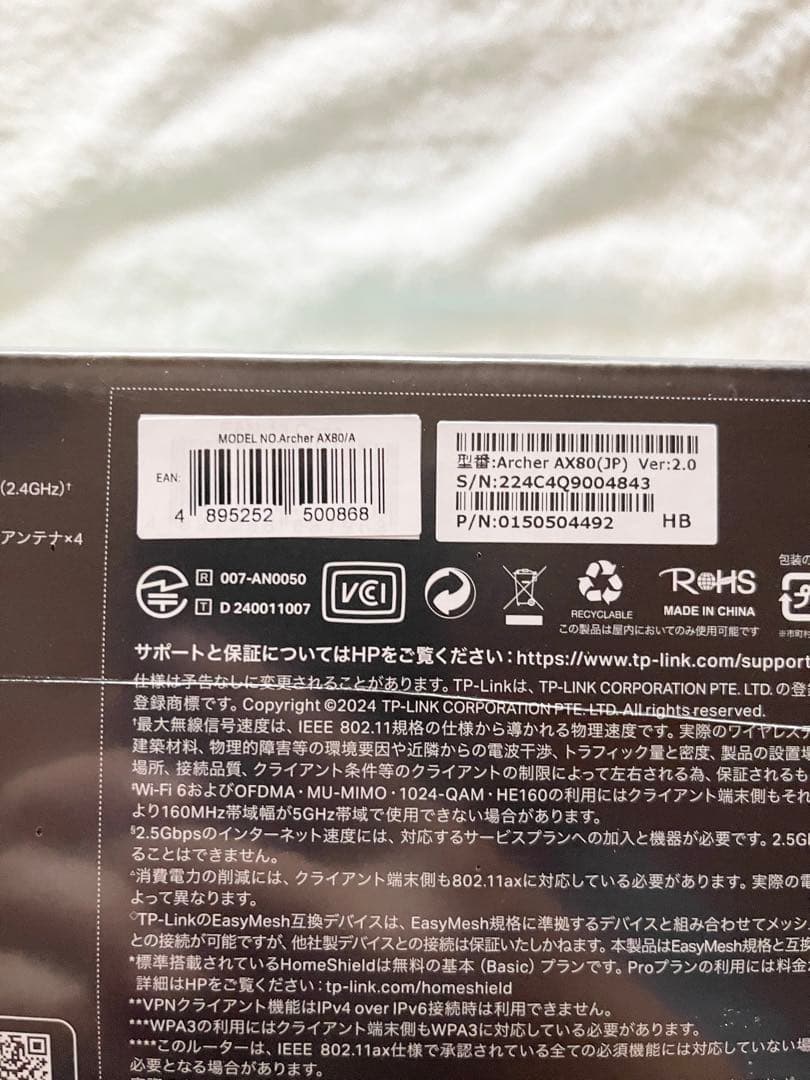 MODEL NO.Archer AX80/A
EAN:
4 895252 500868
型番:Archer AX80(JP) Ver:2.0
S/N:224C4Q9004843
P/N:0150504492 HB
(2.4GHz)†
アンテナ×4
R 007-AN0050
T D240011007
VCCI
RECYCLABLE
RoHS
MADE IN CHINA
この製品は屋内においてのみ使用可能です
包装の
※市町村
サポートと保証についてはHPをご覧ください:https://www.tp-link.com/support
仕様は予告なしに変更されることがあります。TP-Linkは、TP-LINK CORPORATION PTE. LTD. の登
登録商標です。Copyright ©2024 TP-LINK CORPORATION PTE. LTD. All rights reserved.
†最大無線信号速度は、IEEE 802.11規格の仕様から導かれる物理速度です。実際のワイヤレス
建築材料、物理的障害等の環境要因や近隣からの電波干渉、トラフィック量と密度、製品の設置場
場所、接続品質、クライアント条件等のクライアントの制限によって左右される為、保証されるも
Wi-Fi 6およびOFDMA・MU-MIMO・1024-QAM・HE160の利用にはクライアント端末側もそれ
より160MHz帯域幅が5GHz帯域で使用できない場合があります。
§2.5Gbpsのインターネット速度には、対応するサービスプランへの加入と機器が必要です。2.5G
ることはできません。
△消費電力の削減には、クライアント端末側も802.11axに対応している必要があります。実際の電
よって異なります。
◇TP-LinkのEasyMesh互換デバイスは、EasyMesh規格に準拠するデバイスと組み合わせてメッシ
との接続が可能ですが、他社製デバイスとの接続は保証いたしかねます。本製品はEasyMesh規格と互換
*標準搭載されているHomeShieldは無料の基本（Basic）プランです。Proプランの利用には料金
詳細はHPをご覧ください：tp-link.com/homeshield
**VPNクライアント機能はIPv4 over IPv6接続時は利用できません。
***WPA3の利用にはクライアント端末側もWPA3に対応している必要があります。
****このルーターは、IEEE 802.11ax仕様で承認されている全ての必須機能には対応していない場
必要となる場合があります。